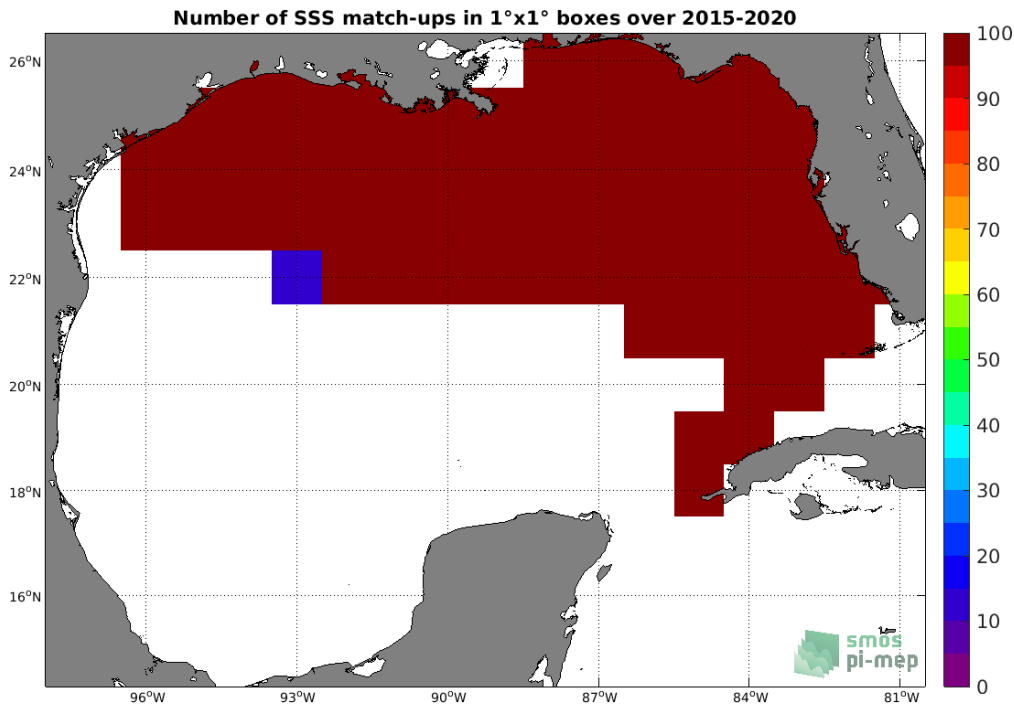 Number of SSS match-ups in 1°x1° boxes over 2015-2020
26°N
24°N
22°N
20°N
18°N
16°N
96°W
93°W
90°W
87°W
84°W
81°W
100
90
80
70
60
50
40
30
20
10
0
smos
pi-mep